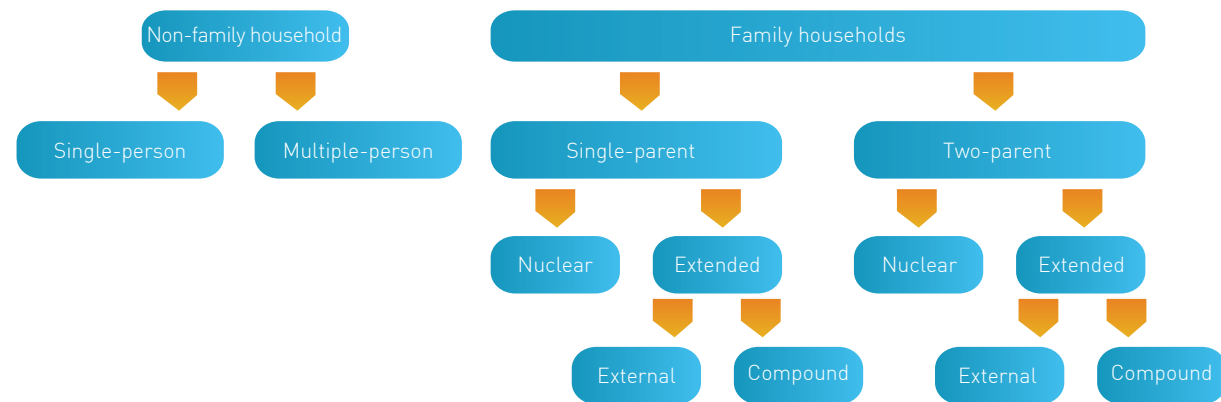 Non-family household
Family households
Single-person
Multiple-person
Single-parent
Two-parent
Nuclear
Extended
Nuclear
Extended
External
Compound
External
Compound